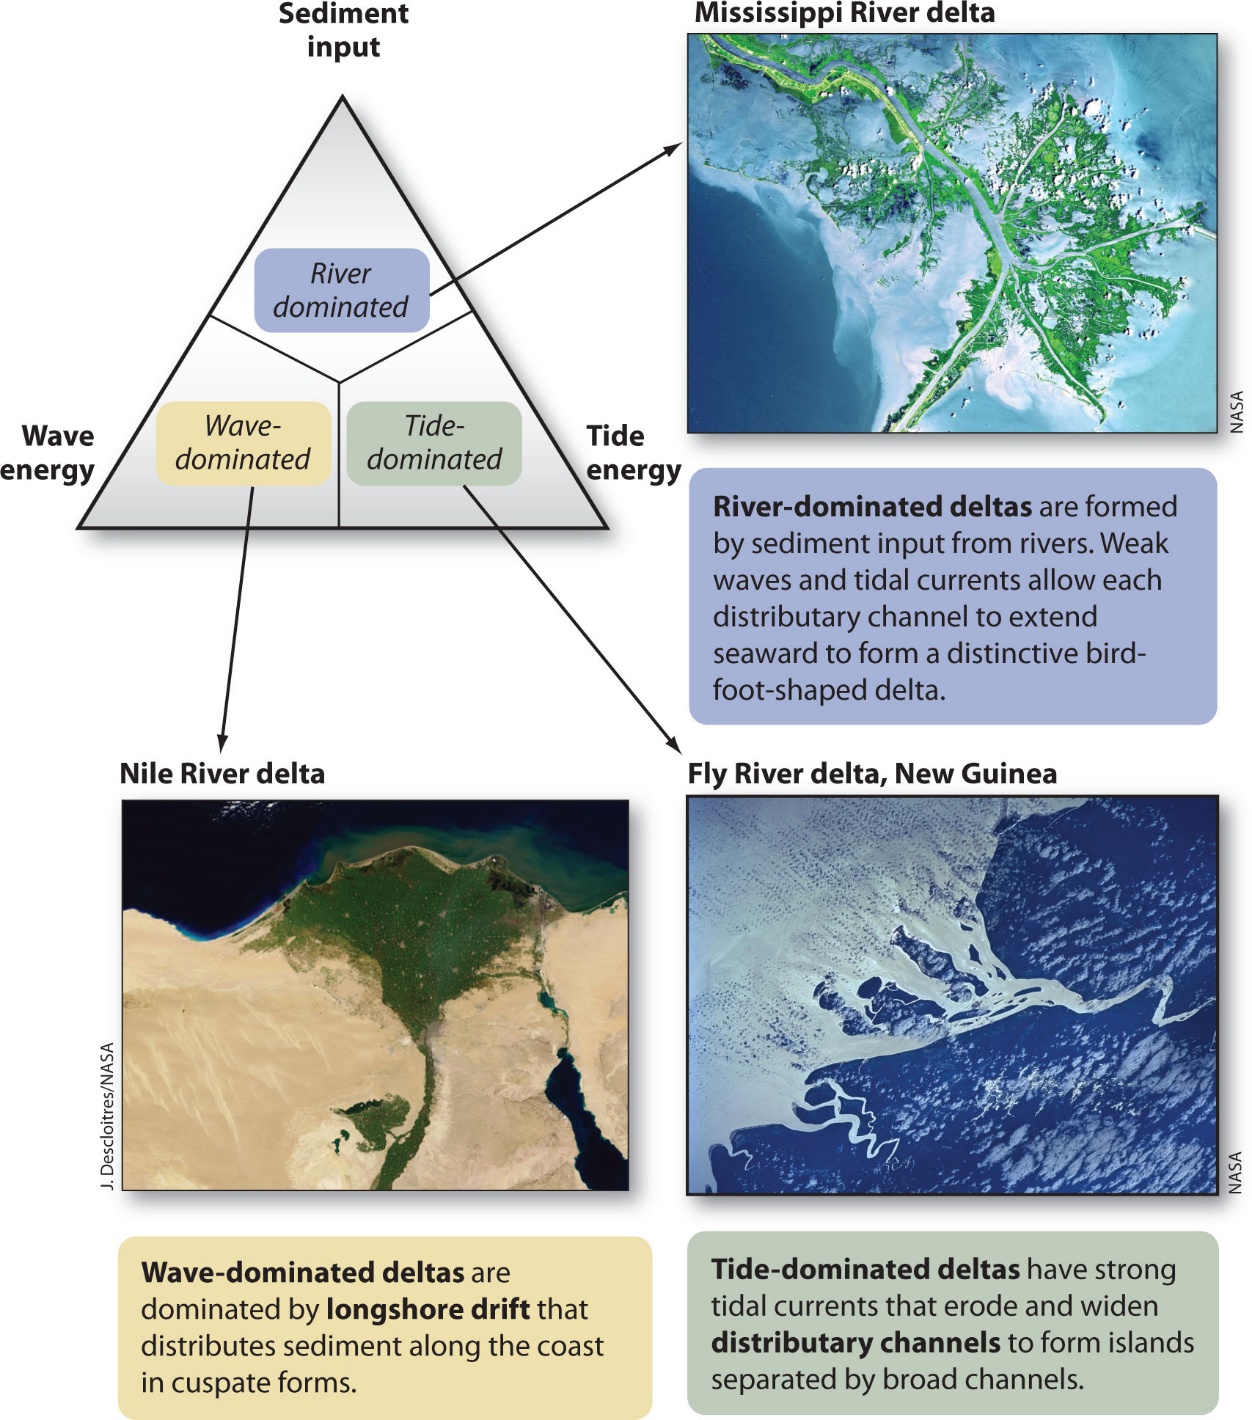 Sediment
input
Mississippi River delta
River
dominated
Wave
energy
Wave-
dominated
Tide-
dominated
Tide
energy
NASA
River-dominated deltas are formed
by sediment input from rivers. Weak
waves and tidal currents allow each
distributary channel to extend
seaward to form a distinctive bird-
foot-shaped delta.
Nile River delta
J. Descloitres/NASA
Fly River delta, New Guinea
NASA
Wave-dominated deltas are
dominated by longshore drift that
distributes sediment along the coast
in cuspate forms.
Tide-dominated deltas have strong
tidal currents that erode and widen
distributary channels to form islands
separated by broad channels.